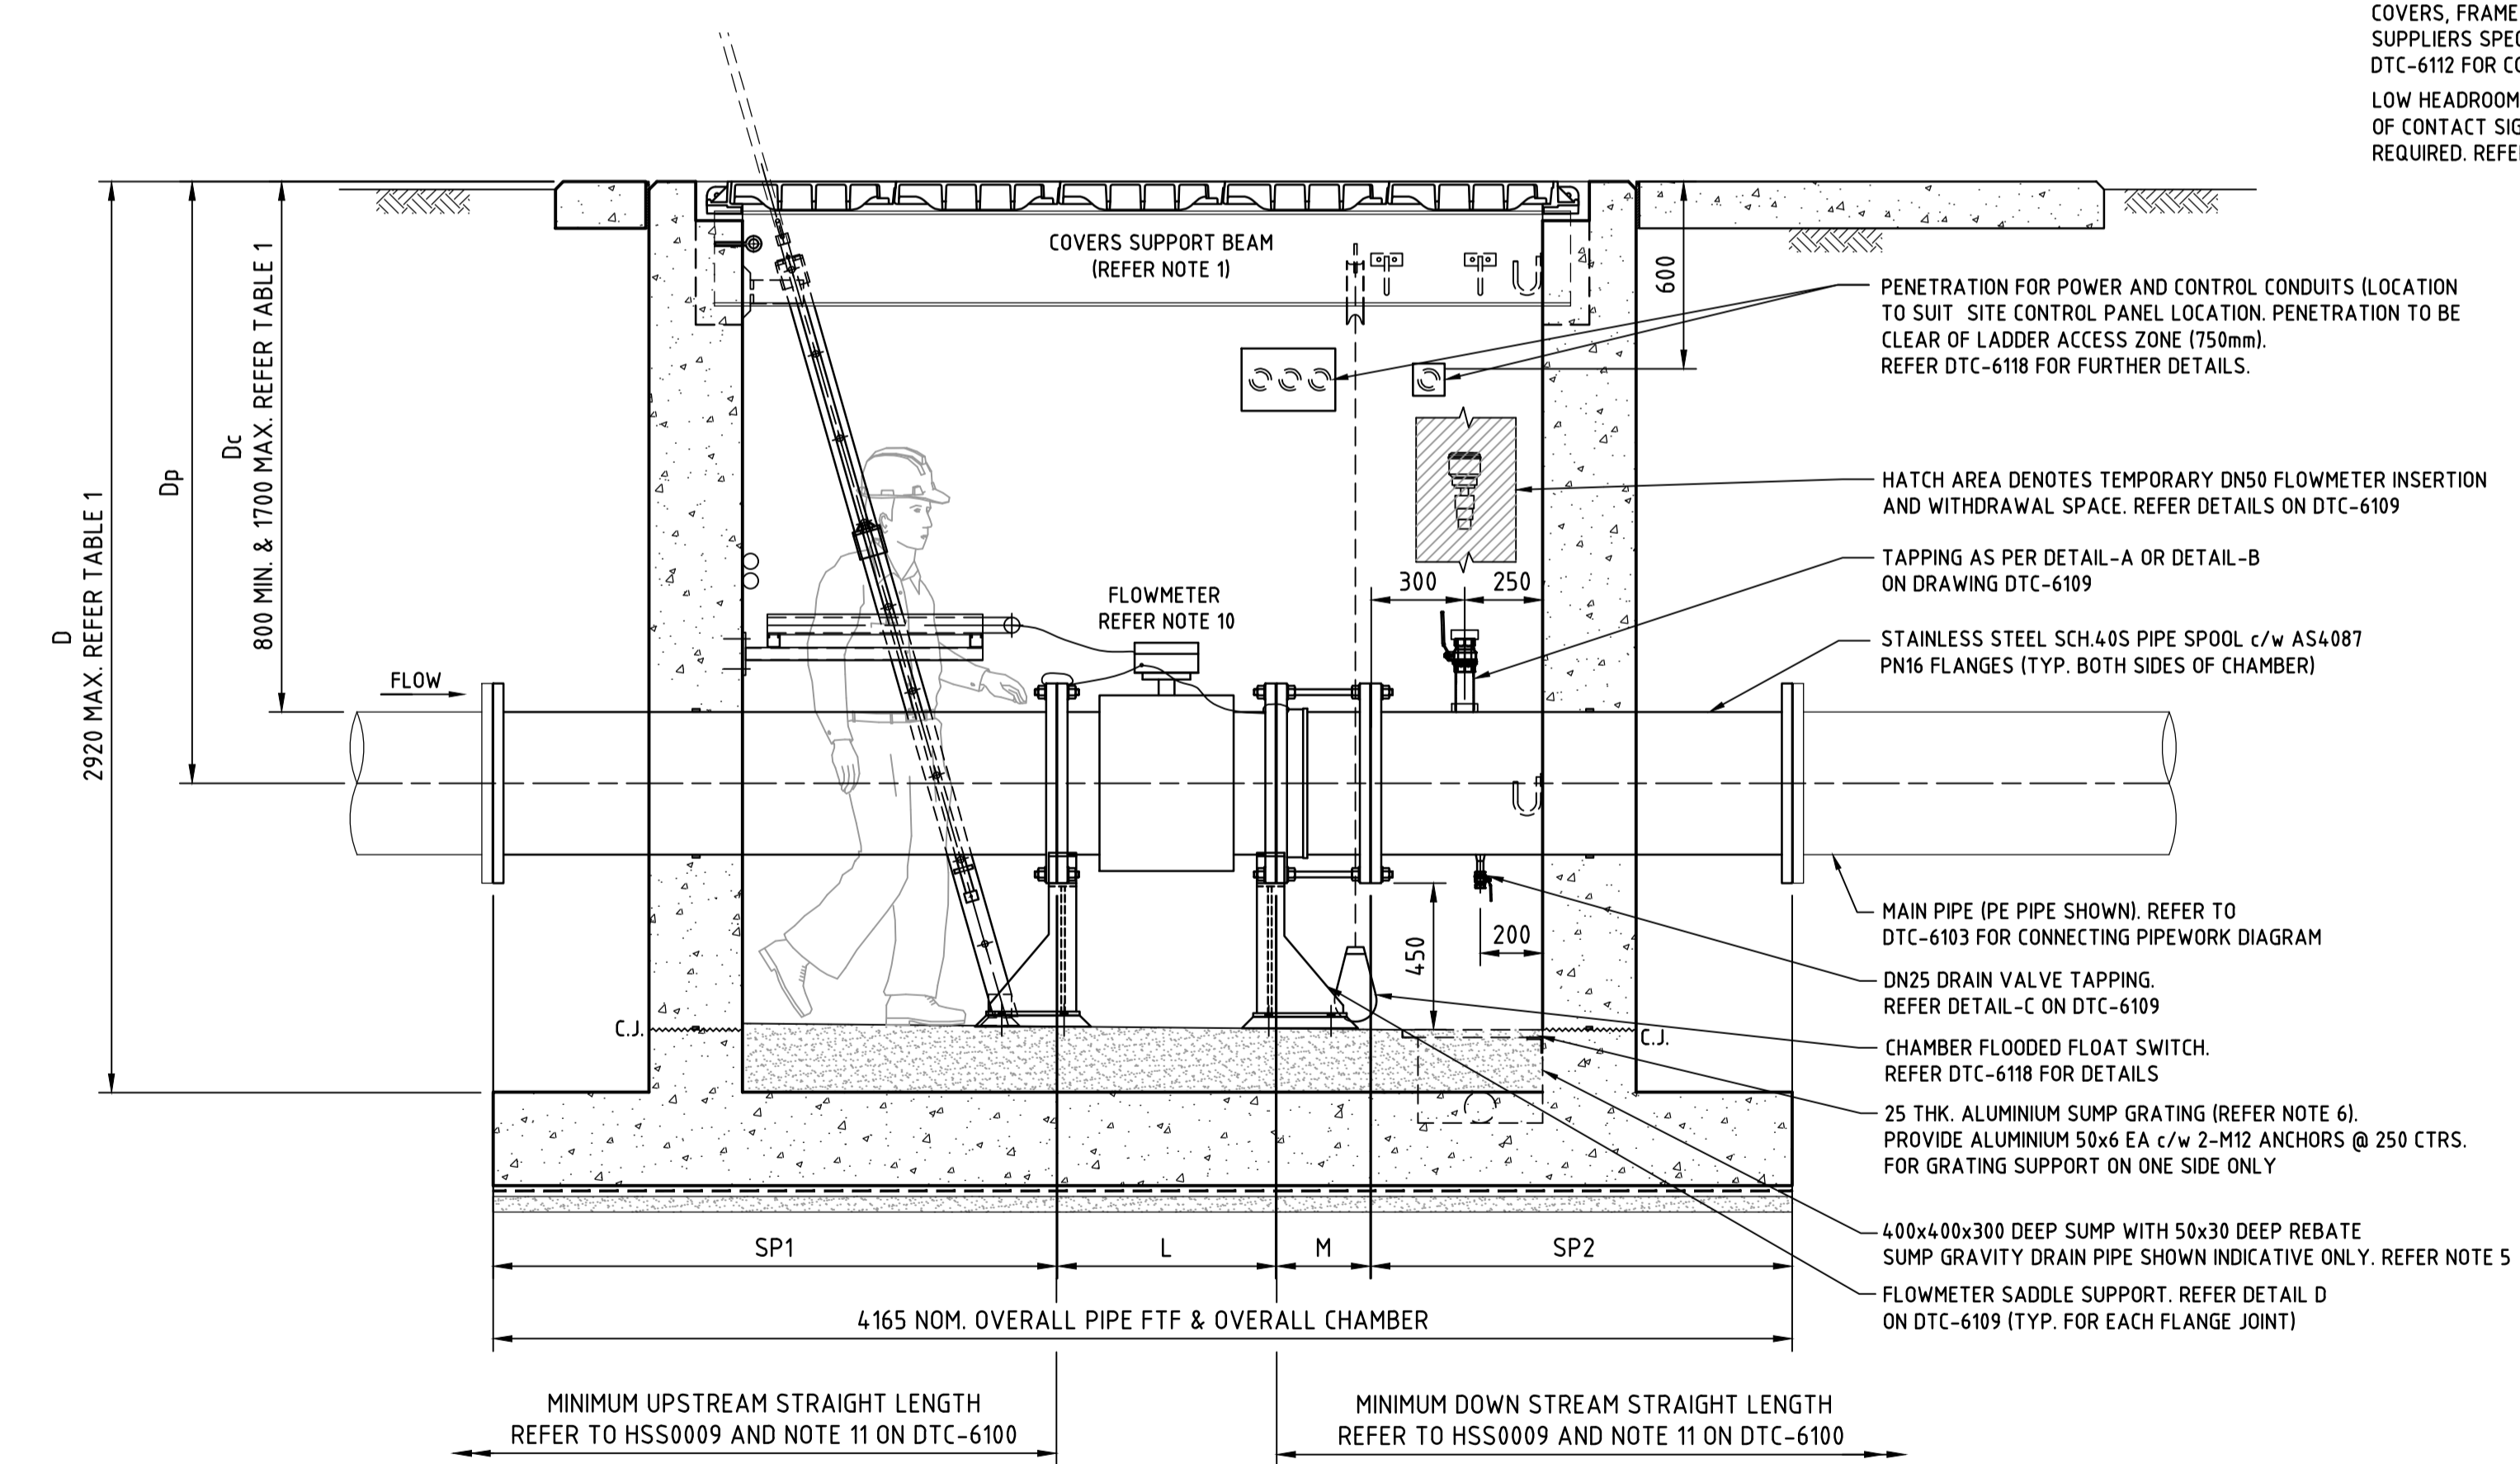 COVERS, FRAME
SUPPLIERS SPEC
DTC-6112 FOR CO
LOW HEADROOM
OF CONTACT SIG
REQUIRED. REFE
COVERS SUPPORT BEAM
(REFER NOTE 1)
600
PENETRATION FOR POWER AND CONTROL CONDUITS (LOCATION
TO SUIT SITE CONTROL PANEL LOCATION. PENETRATION TO BE
CLEAR OF LADDER ACCESS ZONE (750mm).
REFER DTC-6118 FOR FURTHER DETAILS.
D
2920 MAX. REFER TABLE 1
Dp
Dc
800 MIN. & 1700 MAX. REFER TABLE 1
HATCH AREA DENOTES TEMPORARY DN50 FLOWMETER INSERTION
AND WITHDRAWAL SPACE. REFER DETAILS ON DTC-6109
TAPPING AS PER DETAIL-A OR DETAIL-B
ON DRAWING DTC-6109
300
250
FLOWMETER
REFER NOTE 10
STAINLESS STEEL SCH.40S PIPE SPOOL c/w AS4087
PN16 FLANGES (TYP. BOTH SIDES OF CHAMBER)
FLOW
MAIN PIPE (PE PIPE SHOWN). REFER TO
DTC-6103 FOR CONNECTING PIPEWORK DIAGRAM
450
200
DN25 DRAIN VALVE TAPPING.
REFER DETAIL-C ON DTC-6109
C.J.
C.J.
CHAMBER FLOODED FLOAT SWITCH.
REFER DTC-6118 FOR DETAILS
25 THK. ALUMINIUM SUMP GRATING (REFER NOTE 6).
PROVIDE ALUMINIUM 50x6 EA c/w 2-M12 ANCHORS @ 250 CTRS.
FOR GRATING SUPPORT ON ONE SIDE ONLY
400x400x300 DEEP SUMP WITH 50x30 DEEP REBATE
SUMP GRAVITY DRAIN PIPE SHOWN INDICATIVE ONLY. REFER NOTE 5
FLOWMETER SADDLE SUPPORT. REFER DETAIL D
ON DTC-6109 (TYP. FOR EACH FLANGE JOINT)
SP1
L
M
SP2
4165 NOM. OVERALL PIPE FTF & OVERALL CHAMBER
MINIMUM UPSTREAM STRAIGHT LENGTH
REFER TO HSS0009 AND NOTE 11 ON DTC-6100
MINIMUM DOWN STREAM STRAIGHT LENGTH
REFER TO HSS0009 AND NOTE 11 ON DTC-6100